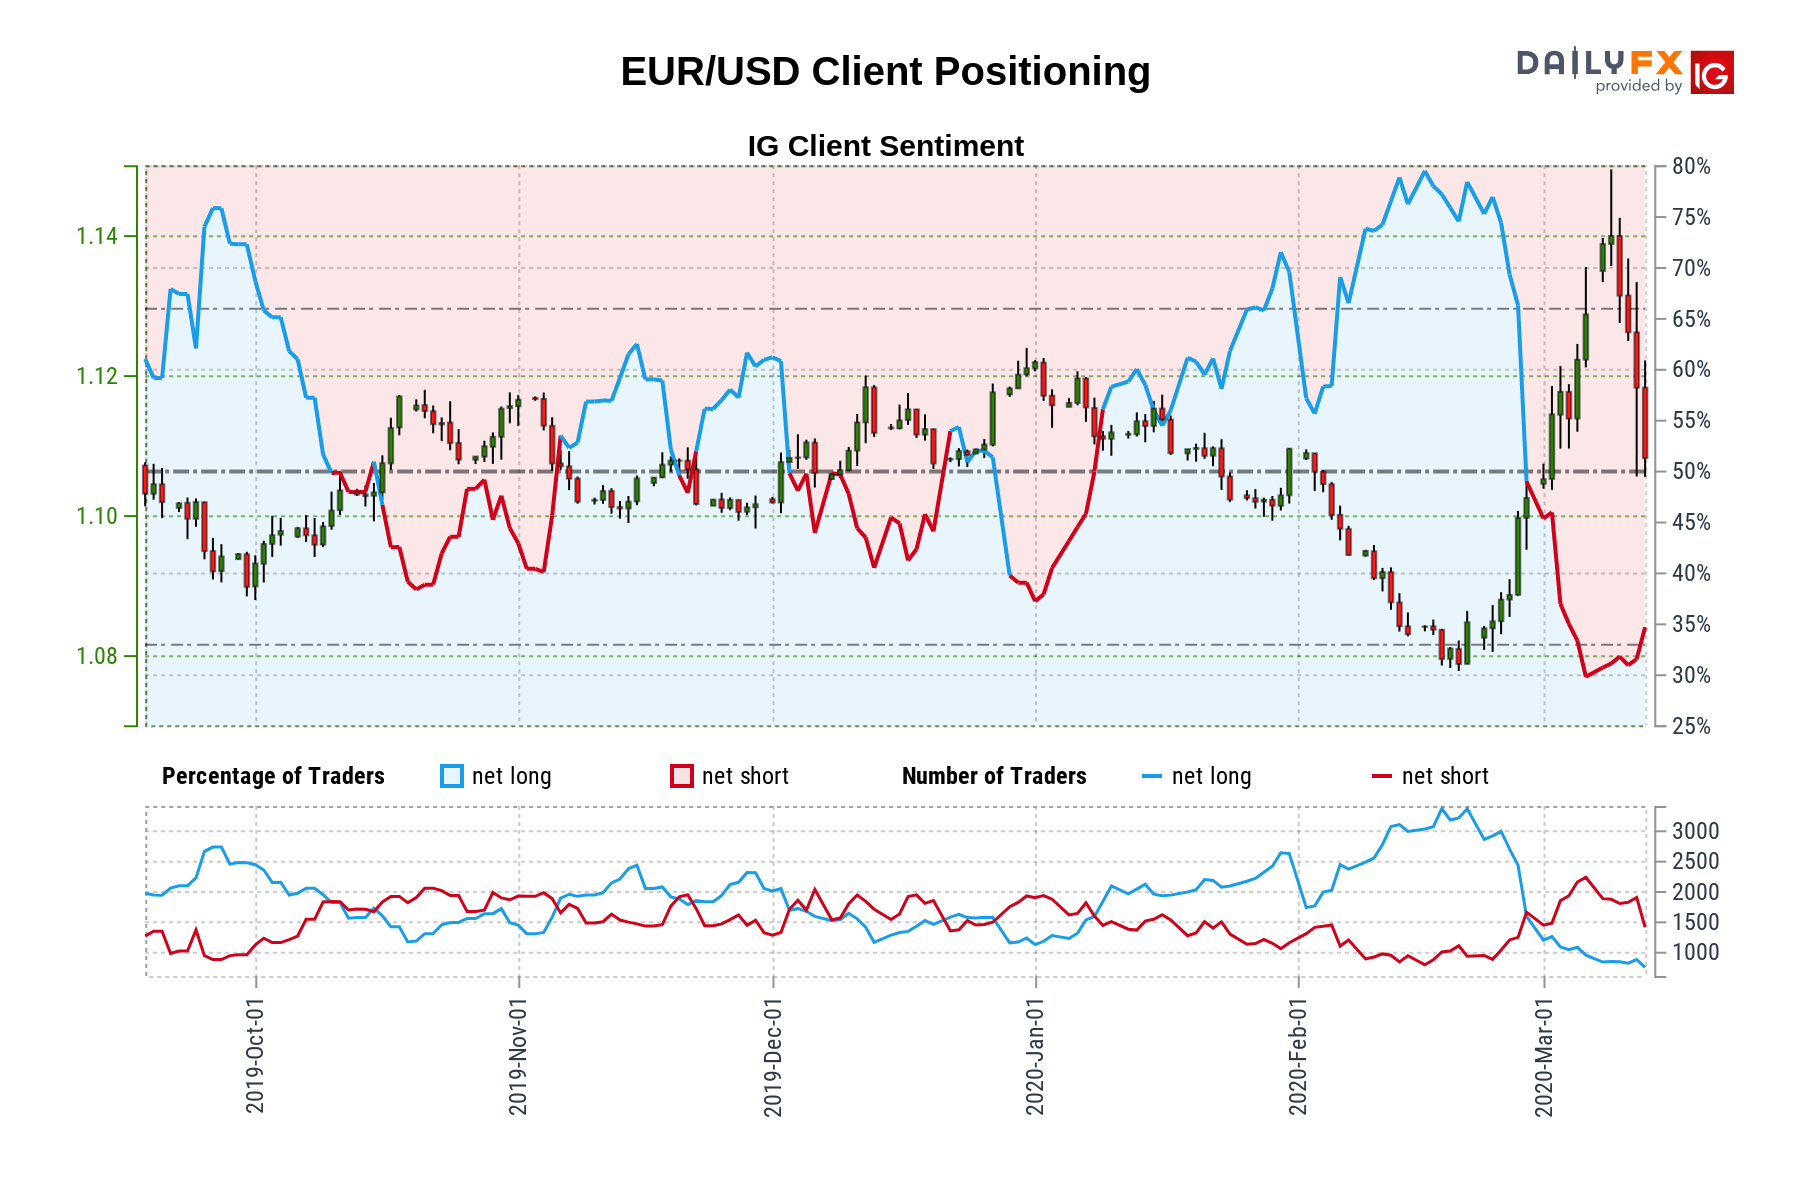 EUR/USD Client Positioning
DAILYFX
provided by IG
IG Client Sentiment
1.14
1.12
1.10
1.08
80%
75%
70%
65%
60%
55%
50%
45%
40%
35%
30%
25%
Percentage of Traders net long net short Number of Traders net long net short
3000
2500
2000
1500
1000
2019-Oct-01
2019-Nov-01
2019-Dec-01
2020-Jan-01
2020-Feb-01
2020-Mar-01